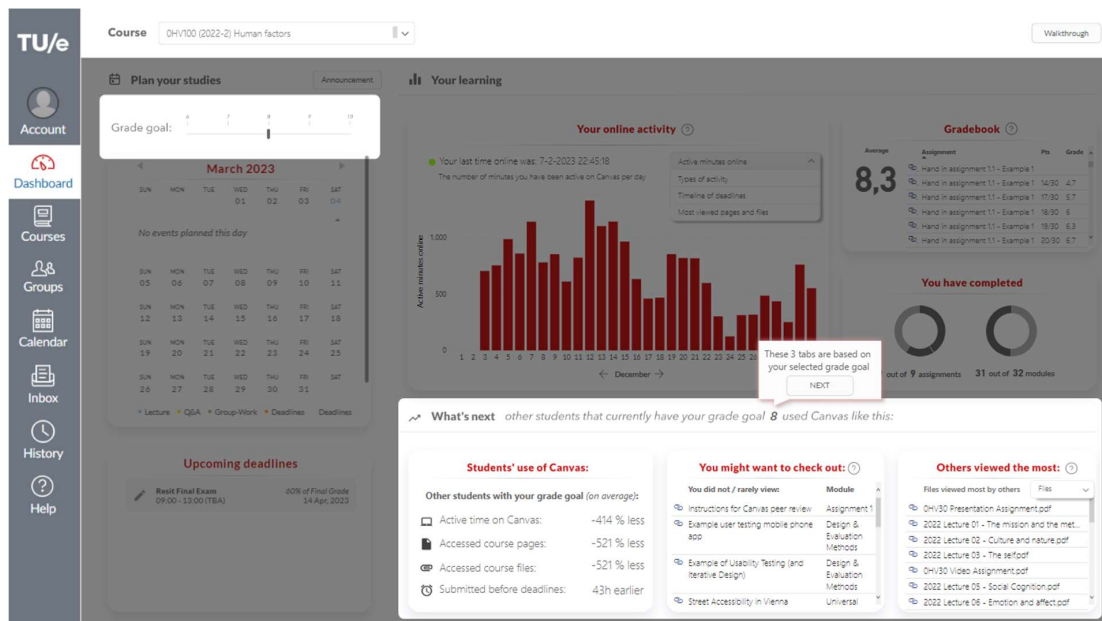 TU/e
Account
Dashboard
Courses
Groups
Calendar
Inbox
History
Help
Course 0HV100 (2022-2) Human factors
Walkthrough
Plan your studies
Announcement
Grade goal:
6 7 8 9 10
March 2023
SUN MON TUE WED THU FRI SAT
01 02 03 04
No events planned this day
SUN MON TUE WED THU FRI SAT
05 06 07 08 09 10 11
SUN MON TUE WED THU FRI SAT
12 13 14 15 16 17 18
SUN MON TUE WED THU FRI SAT
19 20 21 22 23 24 25
SUN MON TUE WED THU FRI SAT
26 27 28 29 30 31
Lecture Q&A Group-Work Deadlines Deadlines
Upcoming deadlines
Resit Final Exam 60% of Final Grade
09:00 - 13:00 (TBA) 14 Apr, 2023
Your learning
Your online activity ?
Your last time online was: 7-2-2023 22:45:18
The number of minutes you have been active on Canvas per day
Active minutes online
Types of activity
Timeline of deadlines
Most viewed pages and files
Active minutes online
1,000
500
0
1 2 3 4 5 6 7 8 9 10 11 12 13 14 15 16 17 18 19 20 21 22 23 24 25
← December →
Gradebook ?
Average
8,3
Assignment Pts Grade
Hand in assignment 1.1 - Example 1
Hand in assignment 1.1 - Example 1 14/30 4,7
Hand in assignment 1.1 - Example 1 17/30 5,7
Hand in assignment 1.1 - Example 1 18/30 6
Hand in assignment 1.1 - Example 1 19/30 6,3
Hand in assignment 1.1 - Example 1 20/30 6,7
You have completed
out of 9 assignments
31 out of 32 modules
These 3 tabs are based on
your selected grade goal
NEXT
What's next other students that currently have your grade goal 8 used Canvas like this:
Students' use of Canvas:
Other students with your grade goal (on average):
Active time on Canvas: -414 % less
Accessed course pages: -521 % less
Accessed course files: -521 % less
Submitted before deadlines: 43h earlier
You might want to check out: ?
You did not / rarely view: Module
Instructions for Canvas peer review Assignment 1
Example user testing mobile phone Design &
app Evaluation
Methods
Example of Usability Testing (and Design &
Iterative Design) Evaluation
Methods
Street Accessibility in Vienna Universal
Others viewed the most: ?
Files viewed most by others Files
0HV30 Presentation Assignment.pdf
2022 Lecture 01 - The mission and the met...
2022 Lecture 02 - Culture and nature.pdf
2022 Lecture 03 - The self.pdf
0HV30 Video Assignment.pdf
2022 Lecture 05 - Social Cognition.pdf
2022 Lecture 06 - Emotion and affect.pdf